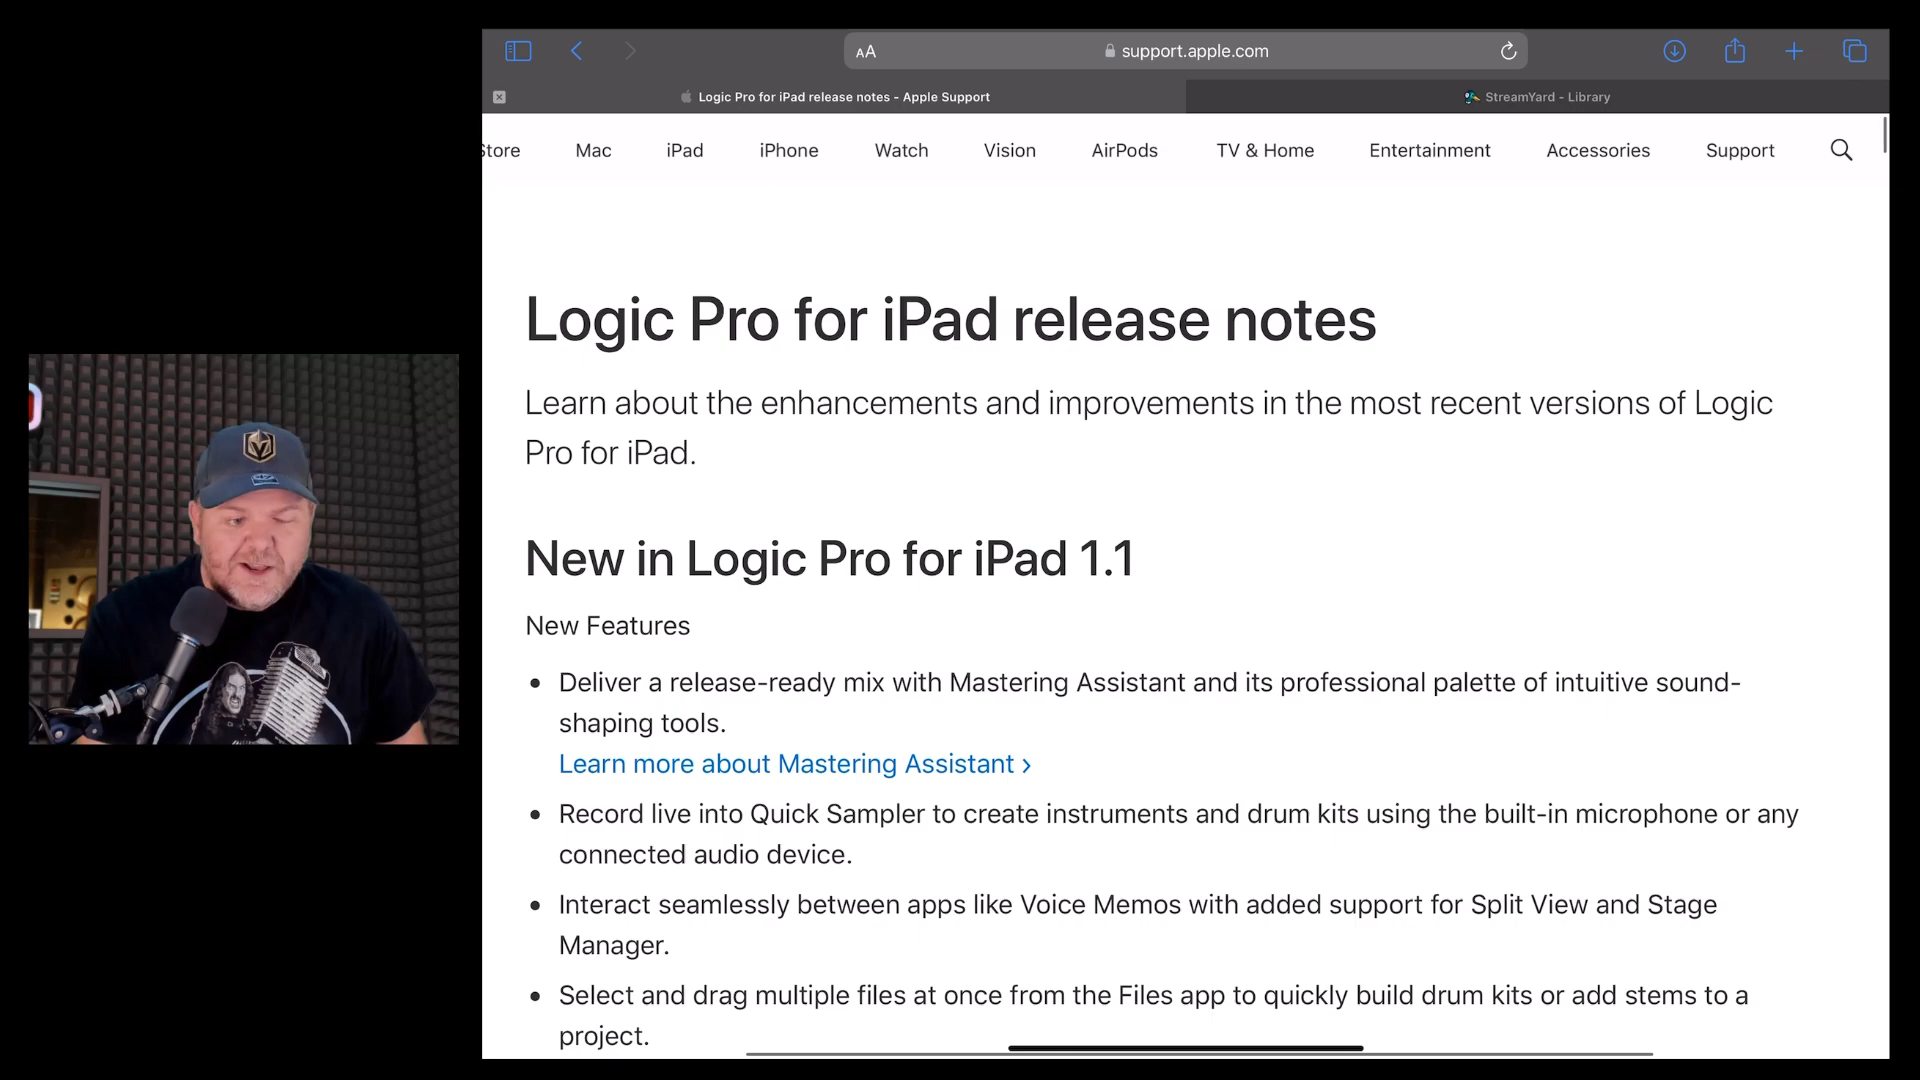 AA
support.apple.com
Logic Pro for iPad release notes - Apple Support
StreamYard - Library
Store
Mac
iPad
iPhone
Watch
Vision
AirPods
TV & Home
Entertainment
Accessories
Support
Logic Pro for iPad release notes
Learn about the enhancements and improvements in the most recent versions of Logic
Pro for iPad.
New in Logic Pro for iPad 1.1
New Features
• Deliver a release-ready mix with Mastering Assistant and its professional palette of intuitive sound-
shaping tools.
Learn more about Mastering Assistant ›
• Record live into Quick Sampler to create instruments and drum kits using the built-in microphone or any
connected audio device.
• Interact seamlessly between apps like Voice Memos with added support for Split View and Stage
Manager.
• Select and drag multiple files at once from the Files app to quickly build drum kits or add stems to a
project.